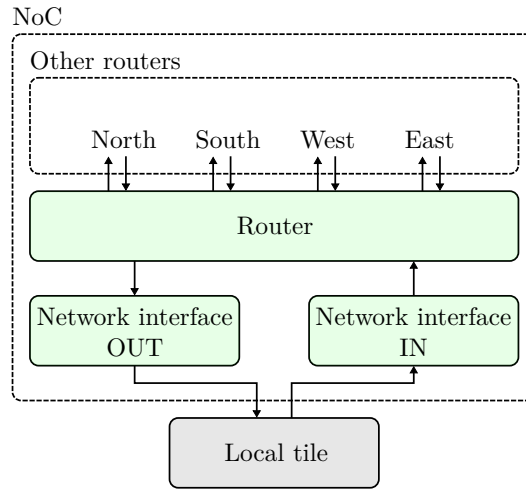 NoC
Other routers
North South West East
Router
Network interface
OUT
Network interface
IN
Local tile